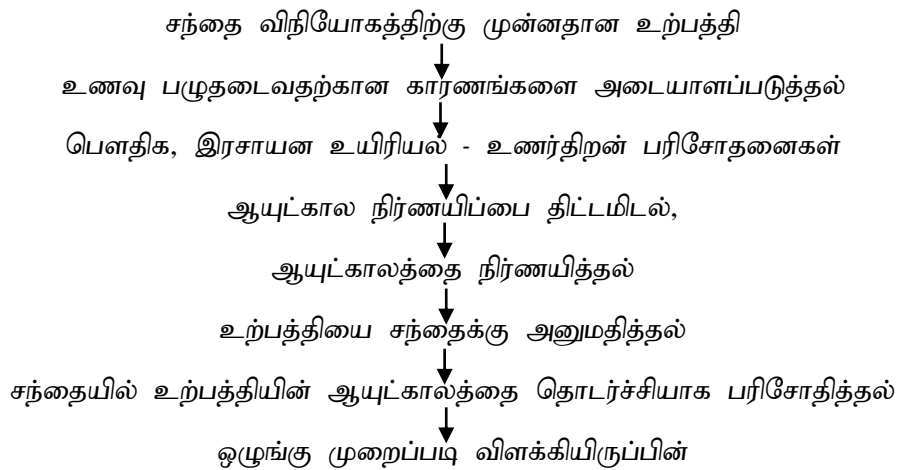 சந்தை விநியோகத்திற்கு முன்னதான உற்பத்தி
உணவு பழுதடைவதற்கான காரணங்களை அடையாளப்படுத்தல்
பௌதிக, இரசாயன உயிரியல் - உணர்திறன் பரிசோதனைகள்
ஆயுட்கால நிர்ணயிப்பை திட்டமிடல்,
ஆயுட்காலத்தை நிர்ணயித்தல்
உற்பத்தியை சந்தைக்கு அனுமதித்தல்
சந்தையில் உற்பத்தியின் ஆயுட்காலத்தை தொடர்ச்சியாக பரிசோதித்தல்
ஒழுங்கு முறைப்படி விளக்கியிருப்பின்